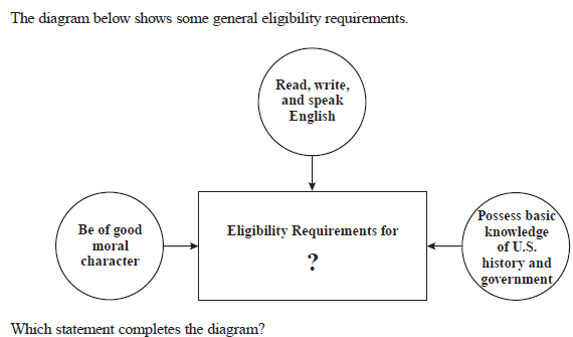 The diagram below shows some general eligibility requirements.
Read, write,
and speak
English
Be of good
moral
character
Eligibility Requirements for
?
Possess basic
knowledge
of U.S.
history and
government
Which statement completes the diagram?